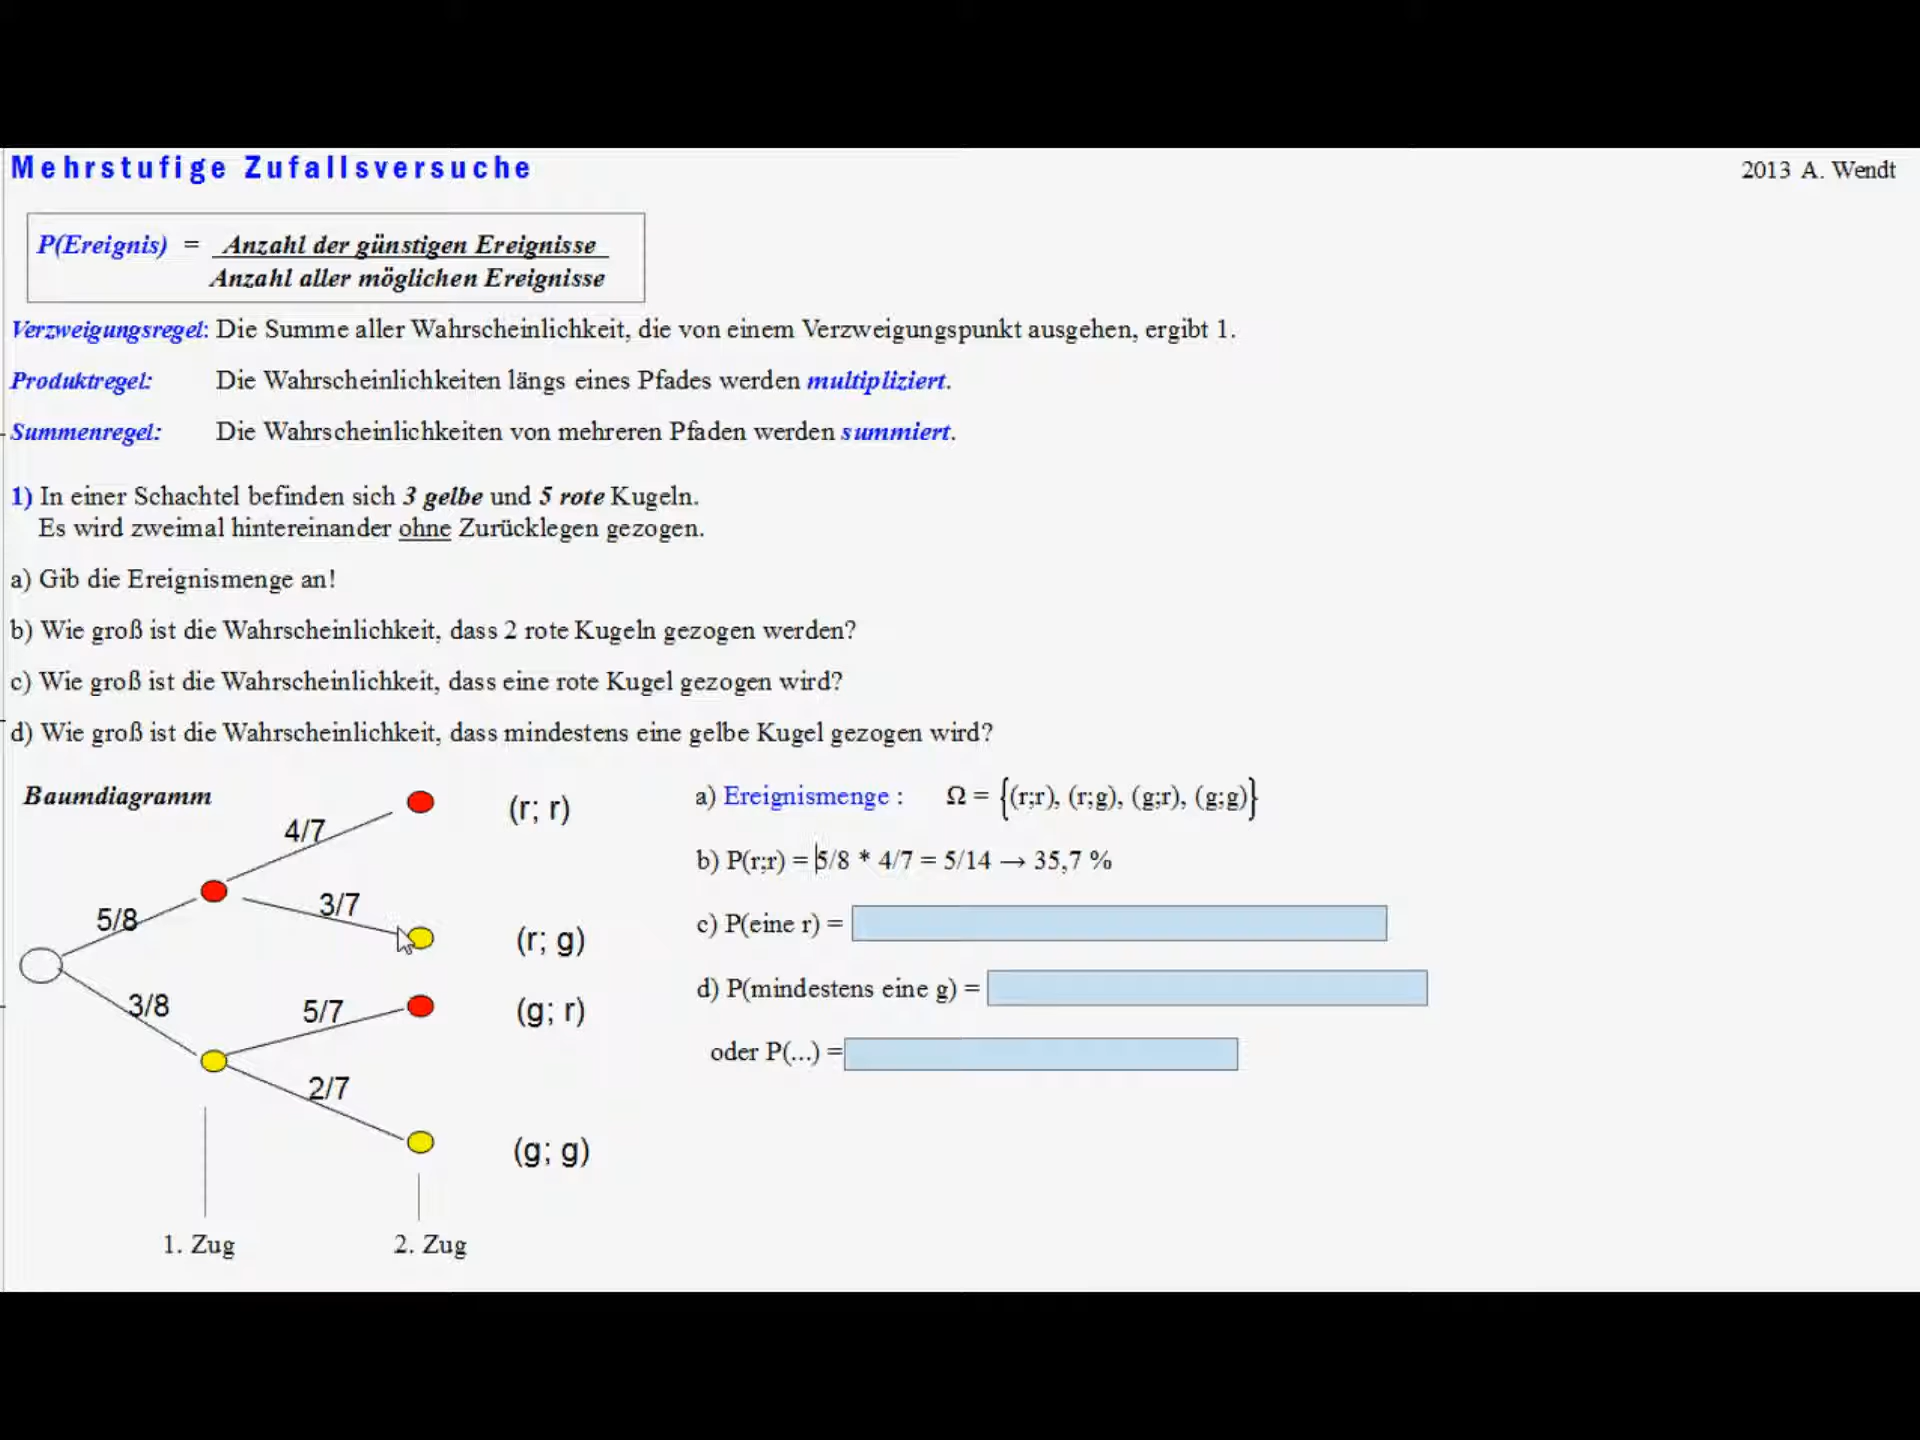 Mehrstufige Zufallsversuche
2013 A. Wendt
P(Ereignis) = Anzahl der günstigen Ereignisse
Anzahl aller möglichen Ereignisse
Verzweigungsregel: Die Summe aller Wahrscheinlichkeit, die von einem Verzweigungspunkt ausgehen, ergibt 1.
Produktregel: Die Wahrscheinlichkeiten längs eines Pfades werden multipliziert.
Summenregel: Die Wahrscheinlichkeiten von mehreren Pfaden werden summiert.
1) In einer Schachtel befinden sich 3 gelbe und 5 rote Kugeln.
Es wird zweimal hintereinander ohne Zurücklegen gezogen.
a) Gib die Ereignismenge an!
b) Wie groß ist die Wahrscheinlichkeit, dass 2 rote Kugeln gezogen werden?
c) Wie groß ist die Wahrscheinlichkeit, dass eine rote Kugel gezogen wird?
d) Wie groß ist die Wahrscheinlichkeit, dass mindestens eine gelbe Kugel gezogen wird?
Baumdiagramm
4/7
(r; r)
5/8
3/7
(r; g)
3/8
5/7
(g; r)
2/7
(g; g)
1. Zug
2. Zug
a) Ereignismenge : Ω = {(r;r), (r;g), (g;r), (g;g)}
b) P(r;r) = 5/8 * 4/7 = 5/14 → 35,7 %
c) P(eine r) =
d) P(mindestens eine g) =
oder P(...) =